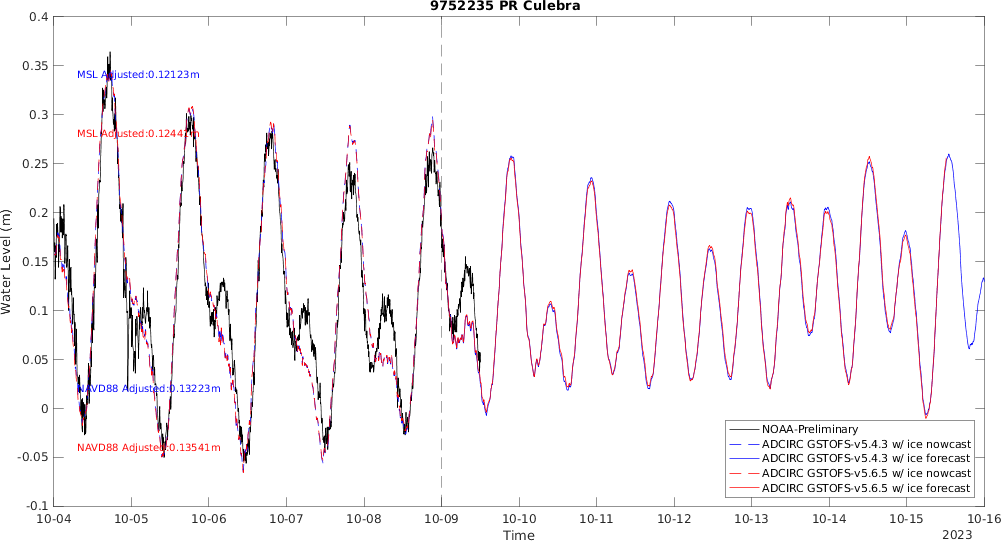 9752235 PR Culebra
0.4
0.35
0.3
0.25
0.2
0.15
0.1
0.05
0
-0.05
-0.1
Water Level (m)
MSL Adjusted:0.12123m
MSL Adjusted:0.12442m
NAVD88 Adjusted:0.13223m
NAVD88 Adjusted:0.13541m
NOAA-Preliminary
ADCIRC GSTOFS-v5.4.3 w/ ice nowcast
ADCIRC GSTOFS-v5.4.3 w/ ice forecast
ADCIRC GSTOFS-v5.6.5 w/ ice nowcast
ADCIRC GSTOFS-v5.6.5 w/ ice forecast
10-04 10-05 10-06 10-07 10-08 10-09 10-10 10-11 10-12 10-13 10-14 10-15 10-16
Time
2023